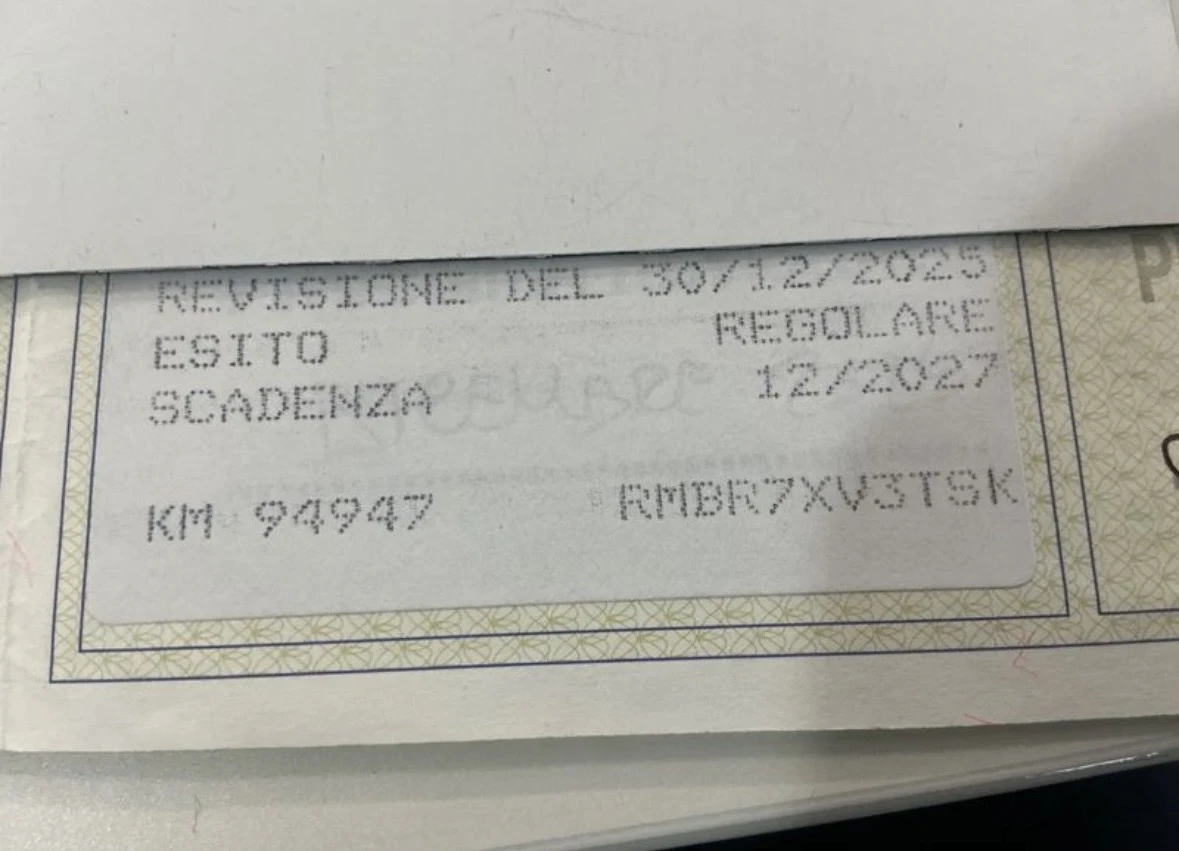 REVISIONE DEL 30/12/2025
ESITO REGOLARE
SCADENZA 12/2027
KM 94947 RMBR7XV3TSK
P